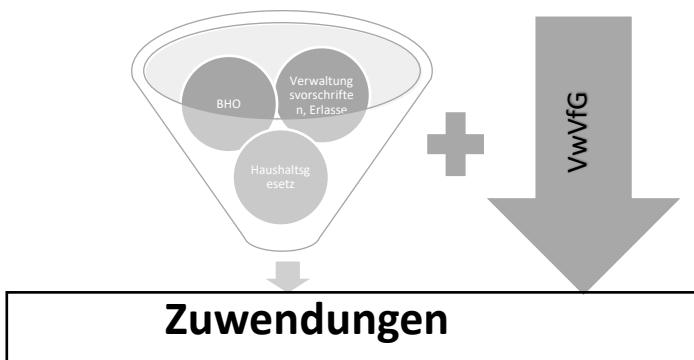 BHO
Verwaltung
svorschrifte
n, Erlasse
Haushaltsg
esetz
VwVfG
Zuwendungen